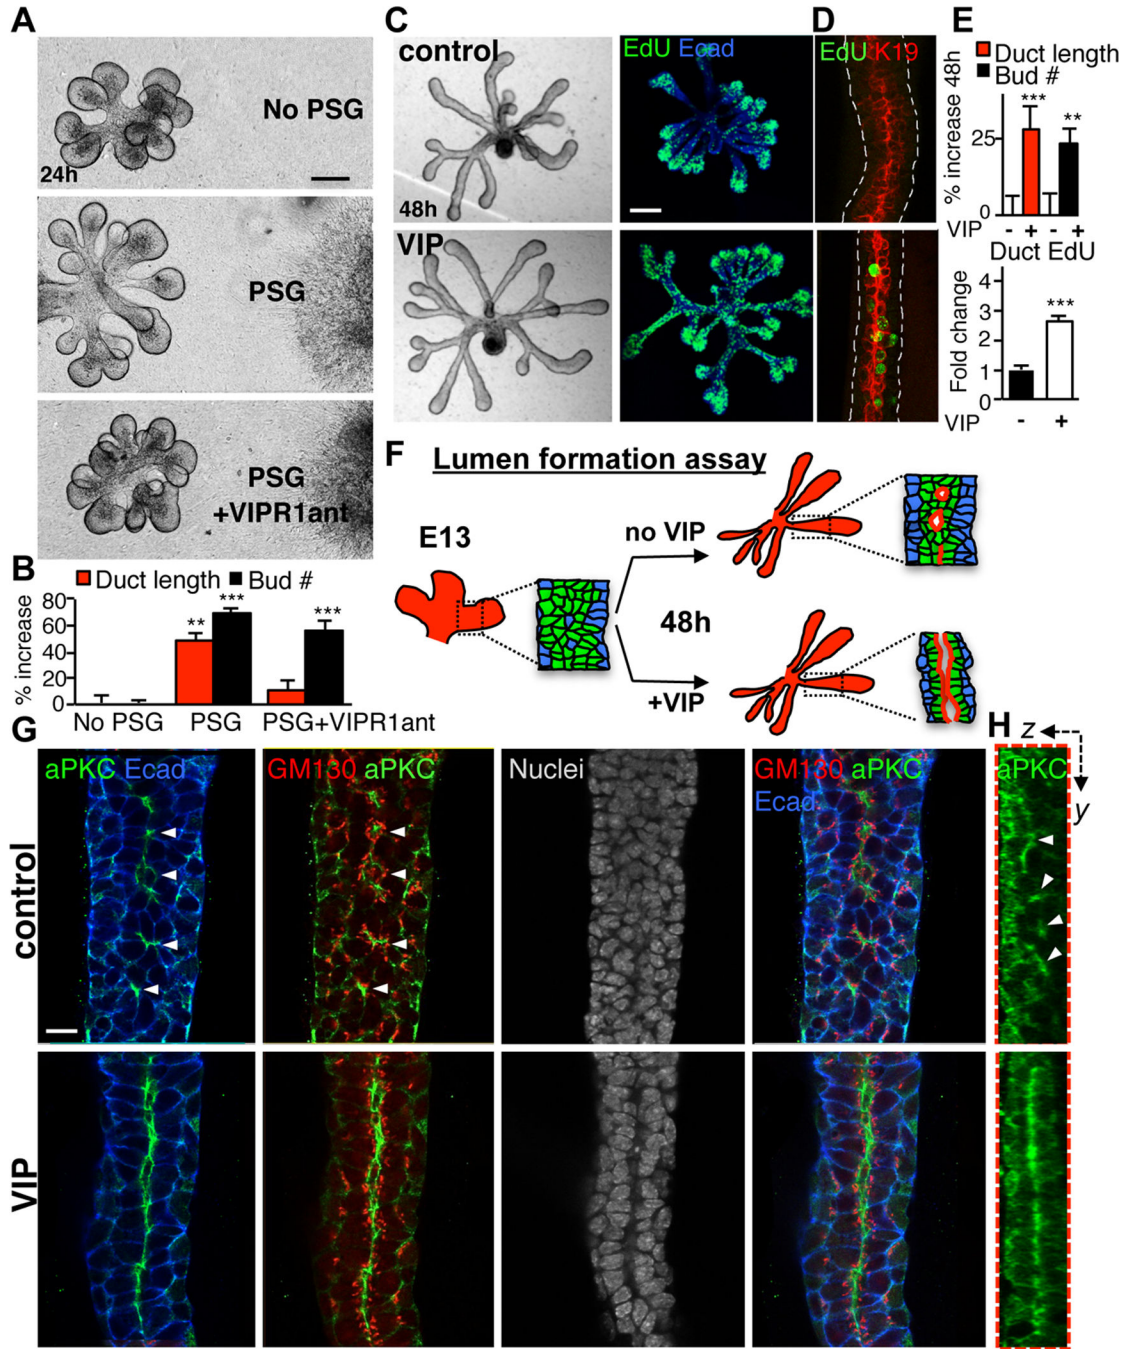 A
No PSG
24h
PSG
PSG
+VIPR1ant
B
Duct length Bud #
% increase
80
60
40
20
0
** *** ***
No PSG PSG PSG+VIPR1ant
C
control
48h
VIP
EdU Ecad
D
EdU K19
E
Duct length
Bud #
% increase 48h
25
0
*** **
VIP - + - +
Duct EdU
Fold change
4
3
2
1
0
***
VIP - +
F
Lumen formation assay
E13
no VIP
48h
+VIP
G
control
VIP
aPKC Ecad
GM130 aPKC
Nuclei
GM130 aPKC
Ecad
H
z
y
aPKC